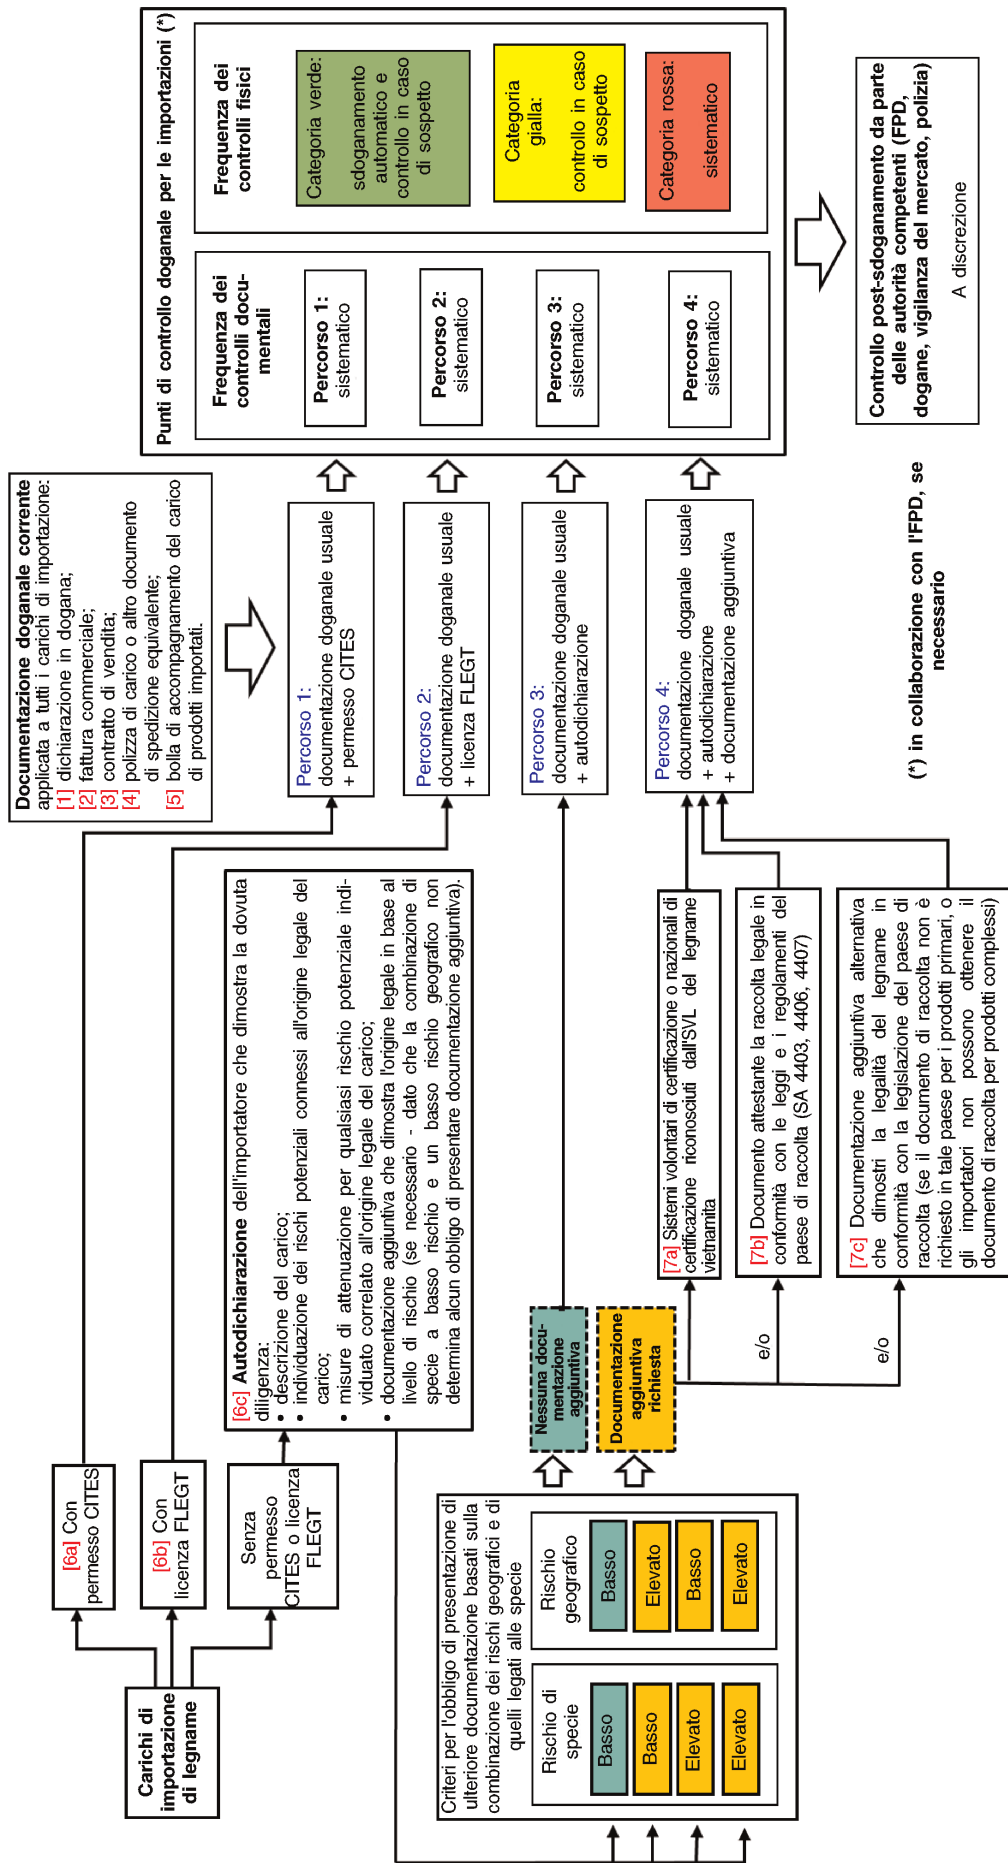 Carichi di
importazione
di legname
[6a] Con
permesso CITES
[6b] Con
licenza FLEGT
Senza
permesso
CITES o licenza
FLEGT
[6c] Autodichiarazione dell'importatore che dimostra la dovuta
diligenza:
• descrizione del carico;
• individuazione dei rischi potenziali connessi all'origine legale del
carico;
• misure di attenuazione per qualsiasi rischio potenziale indi-
viduato correlato all'origine legale del carico;
• documentazione aggiuntiva che dimostra l'origine legale in base al
livello di rischio (se necessario - dato che la combinazione di
specie a basso rischio e un basso rischio geografico non
determina alcun obbligo di presentare documentazione aggiuntiva).
Criteri per l'obbligo di presentazione di
ulteriore documentazione basati sulla
combinazione dei rischi geografici e di
quelli legati alle specie
Rischio di
specie
Basso
Basso
Elevato
Elevato
Rischio
geografico
Basso
Elevato
Basso
Elevato
Nessuna docu-
mentazione
aggiuntiva
Documentazione
aggiuntiva
richiesta
e/o
e/o
[7a] Sistemi volontari di certificazione o nazionali di
certificazione riconosciuti dall'SVL del legname
vietnamita
[7b] Documento attestante la raccolta legale in
conformità con le leggi e i regolamenti del
paese di raccolta (SA 4403, 4406, 4407)
[7c] Documentazione aggiuntiva alternativa
che dimostri la legalità del legname in
conformità con la legislazione del paese di
raccolta (se il documento di raccolta non è
richiesto in tale paese per i prodotti primari, o
gli importatori non possono ottenere il
documento di raccolta per prodotti complessi)
Documentazione doganale corrente
applicata a tutti i carichi di importazione:
[1] dichiarazione in dogana;
[2] fattura commerciale;
[3] contratto di vendita;
[4] polizza di carico o altro documento
di spedizione equivalente;
[5] bolla di accompagnamento del carico
di prodotti importati.
Percorso 1:
documentazione doganale usuale
+ permesso CITES
Percorso 2:
documentazione doganale usuale
+ licenza FLEGT
Percorso 3:
documentazione doganale usuale
+ autodichiarazione
Percorso 4:
documentazione doganale usuale
+ autodichiarazione
+ documentazione aggiuntiva
Punti di controllo doganale per le importazioni (*)
Frequenza dei
controlli docu-
mentali
Percorso 1:
sistematico
Percorso 2:
sistematico
Percorso 3:
sistematico
Percorso 4:
sistematico
Frequenza dei
controlli fisici
Categoria verde:
sdoganamento
automatico e
controllo in caso
di sospetto
Categoria
gialla:
controllo in caso
di sospetto
Categoria rossa:
sistematico
Controllo post-sdoganamento da parte
delle autorità competenti (FPD,
dogane, vigilanza del mercato, polizia)
A discrezione
(*) in collaborazione con l'FPD, se
necessario